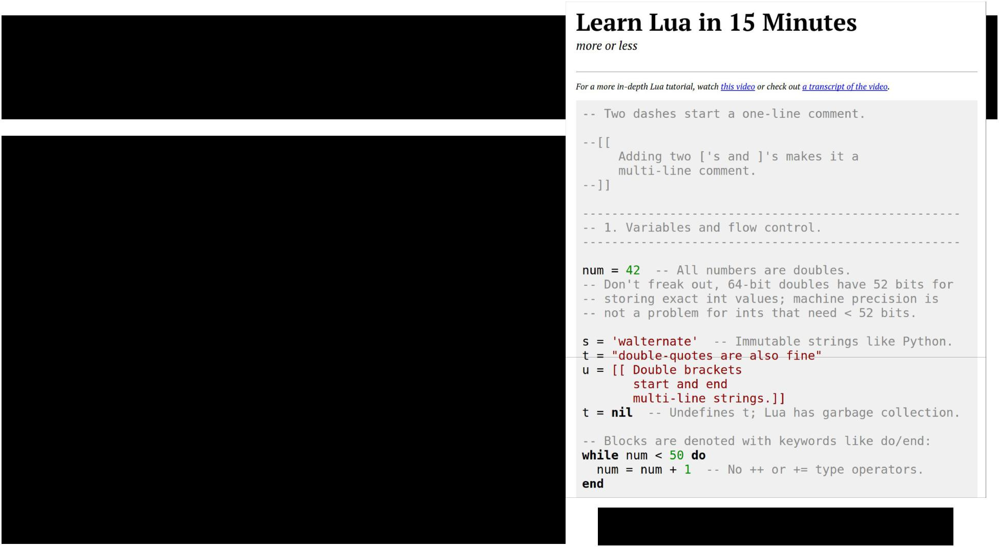 Learn Lua in 15 Minutes
more or less
For a more in-depth Lua tutorial, watch this video or check out a transcript of the video.
-- Two dashes start a one-line comment.
--[[
     Adding two ['s and ]'s makes it a
     multi-line comment.
--]]
----------------------------------------------------
-- 1. Variables and flow control.
----------------------------------------------------
num = 42  -- All numbers are doubles.
-- Don't freak out, 64-bit doubles have 52 bits for
-- storing exact int values; machine precision is
-- not a problem for ints that need < 52 bits.
s = 'walternate'  -- Immutable strings like Python.
t = "double-quotes are also fine"
u = [[ Double brackets
       start and end
       multi-line strings.]]
t = nil  -- Undefines t; Lua has garbage collection.
-- Blocks are denoted with keywords like do/end:
while num < 50 do
  num = num + 1  -- No ++ or += type operators.
end